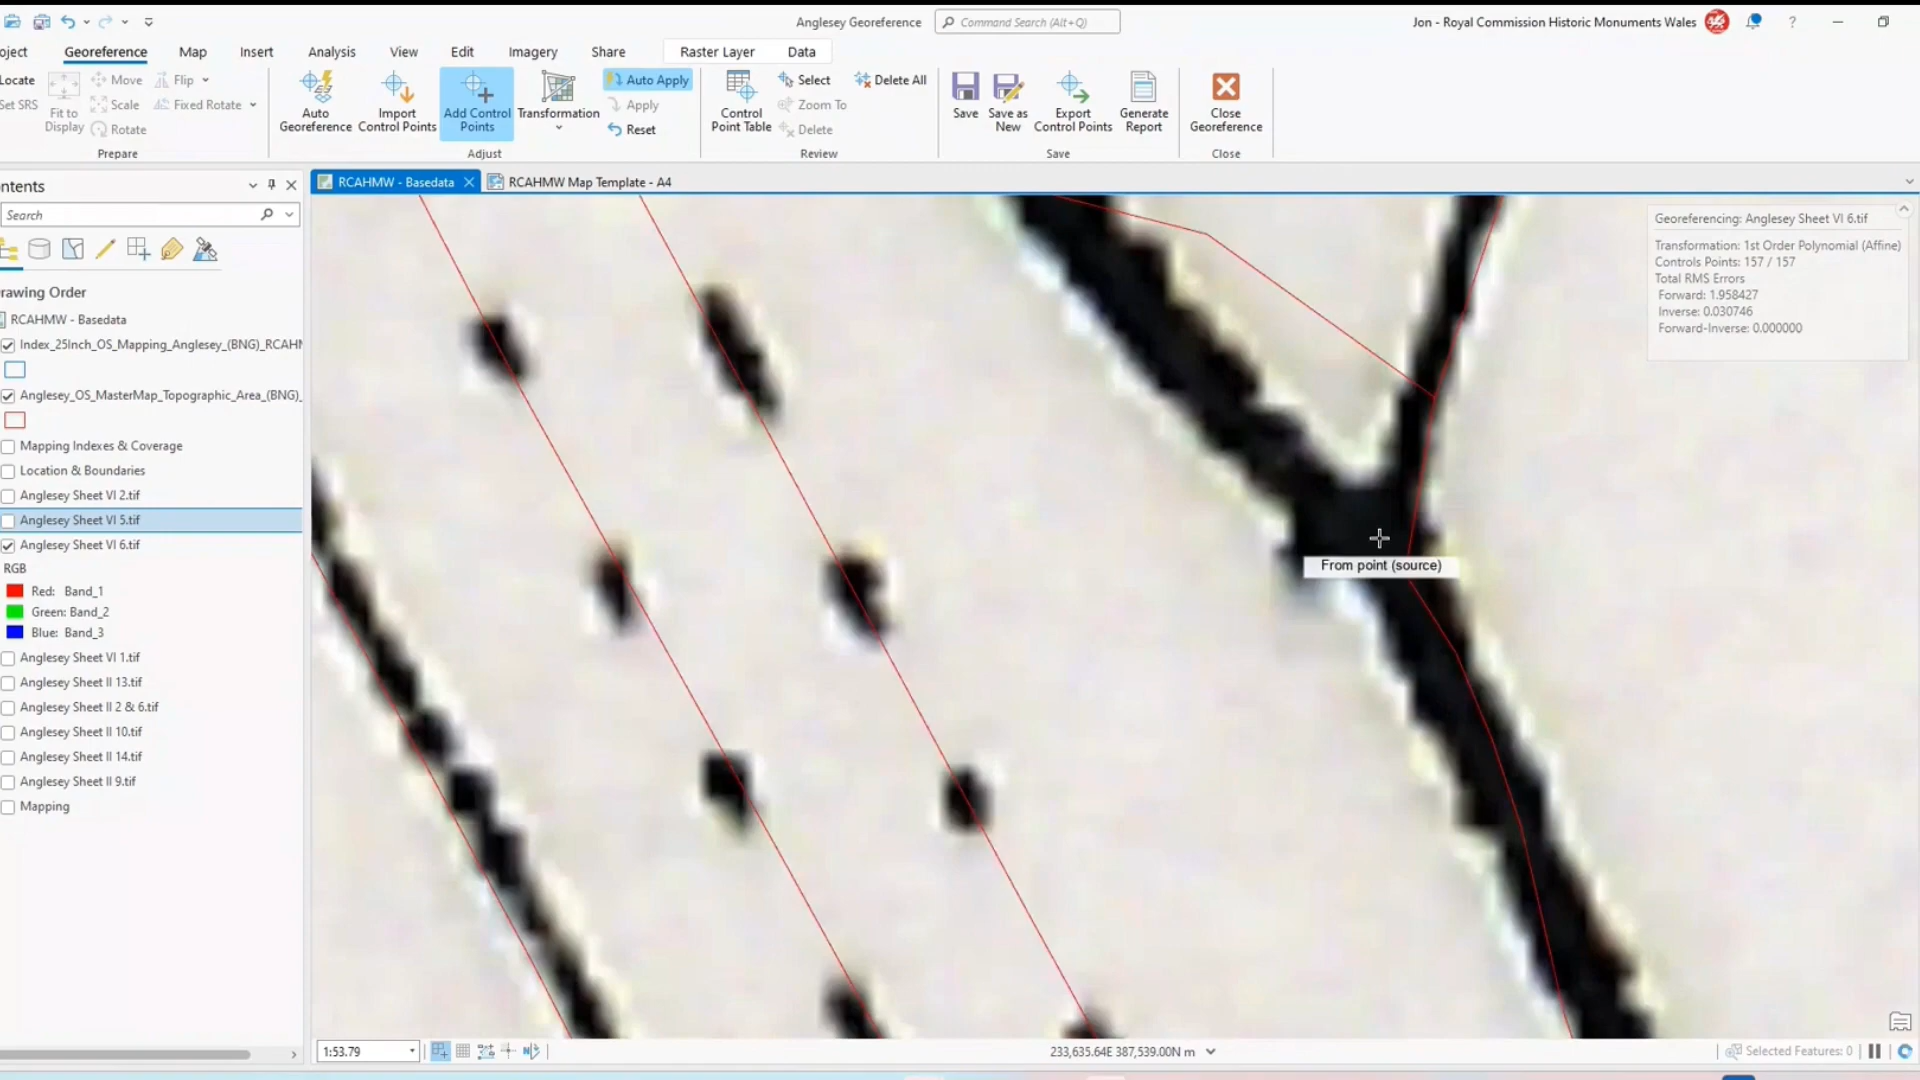 Anglesey Georeference
Command Search (Alt+Q)
Jon - Royal Commission Historic Monuments Wales
?
oject
Georeference
Map
Insert
Analysis
View
Edit
Imagery
Share
Raster Layer
Data
Locate
Set SRS
Fit to
Display
Move
Scale
Rotate
Flip
Fixed Rotate
Prepare
Auto
Georeference
Import
Control Points
Add Control
Points
Transformation
Auto Apply
Apply
Reset
Adjust
Control
Point Table
Select
Zoom To
Delete
Delete All
Review
Save
Save as
New
Export
Control Points
Generate
Report
Save
Close
Georeference
Close
ntents
Search
rawing Order
RCAHMW - Basedata
Index_25Inch_OS_Mapping_Anglesey_(BNG)_RCAHM
Anglesey_OS_MasterMap_Topographic_Area_(BNG)_
Mapping Indexes & Coverage
Location & Boundaries
Anglesey Sheet VI 2.tif
Anglesey Sheet VI 5.tif
Anglesey Sheet VI 6.tif
RGB
Red: Band_1
Green: Band_2
Blue: Band_3
Anglesey Sheet VI 1.tif
Anglesey Sheet II 13.tif
Anglesey Sheet II 2 & 6.tif
Anglesey Sheet II 10.tif
Anglesey Sheet II 14.tif
Anglesey Sheet II 9.tif
Mapping
RCAHMW - Basedata
RCAHMW Map Template - A4
Georeferencing: Anglesey Sheet VI 6.tif
Transformation: 1st Order Polynomial (Affine)
Controls Points: 157 / 157
Total RMS Errors
Forward: 1.958427
Inverse: 0.030746
Forward-Inverse: 0.000000
From point (source)
1:53.79
233,635.64E 387,539.00N m
Selected Features: 0